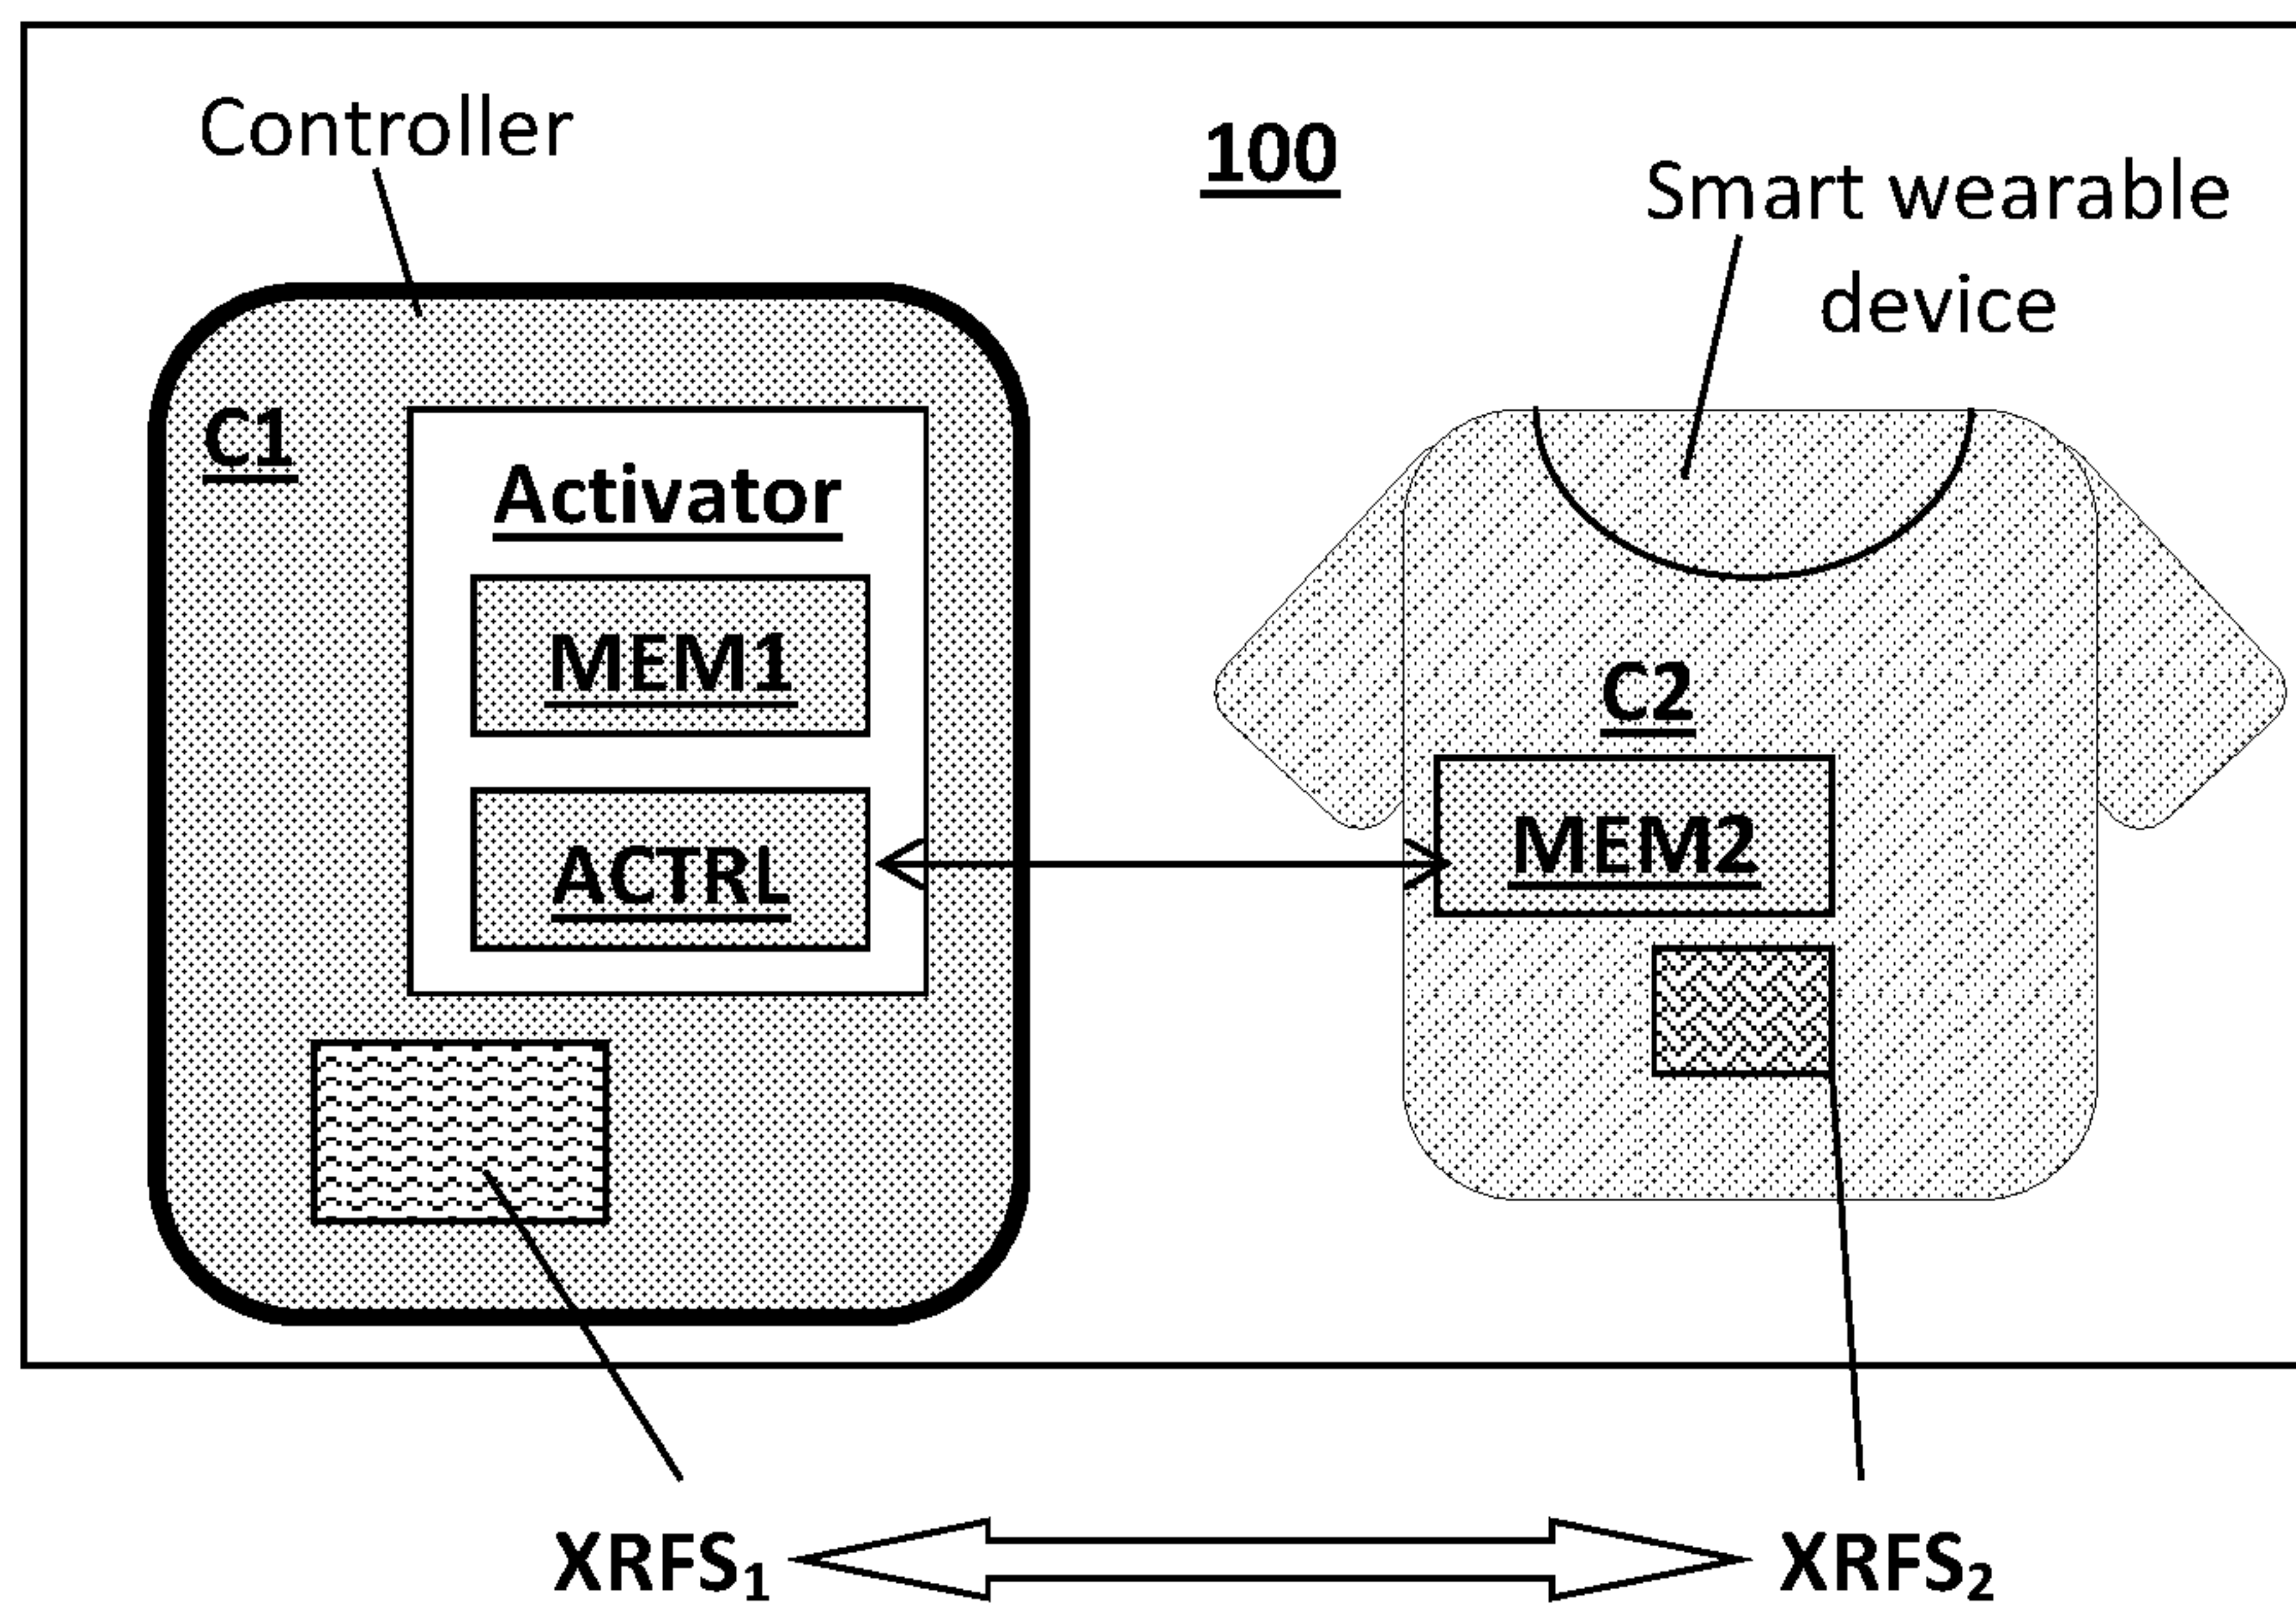 Controller
100
Smart wearable
device
C1
Activator
MEM1
C2
MEM2
ACTRL
XRFS₁
XRFS₂